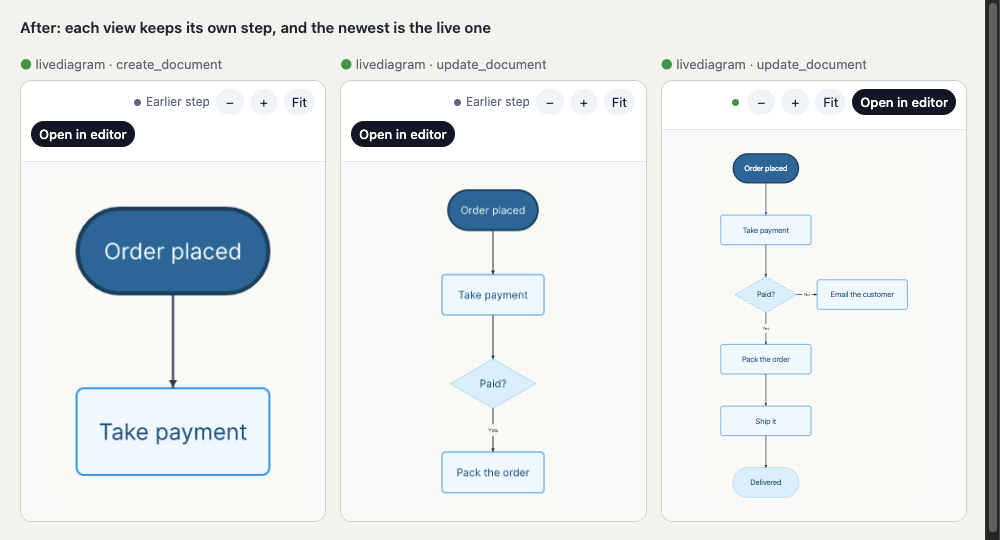 After: each view keeps its own step, and the newest is the live one
livediagram · create_document
Earlier step − + Fit
Open in editor
Order placed
Take payment
livediagram · update_document
Earlier step − + Fit
Open in editor
Order placed
Take payment
Paid?
Yes
Pack the order
livediagram · update_document
− + Fit Open in editor
Order placed
Take payment
Paid?
No
Email the customer
Yes
Pack the order
Ship it
Delivered